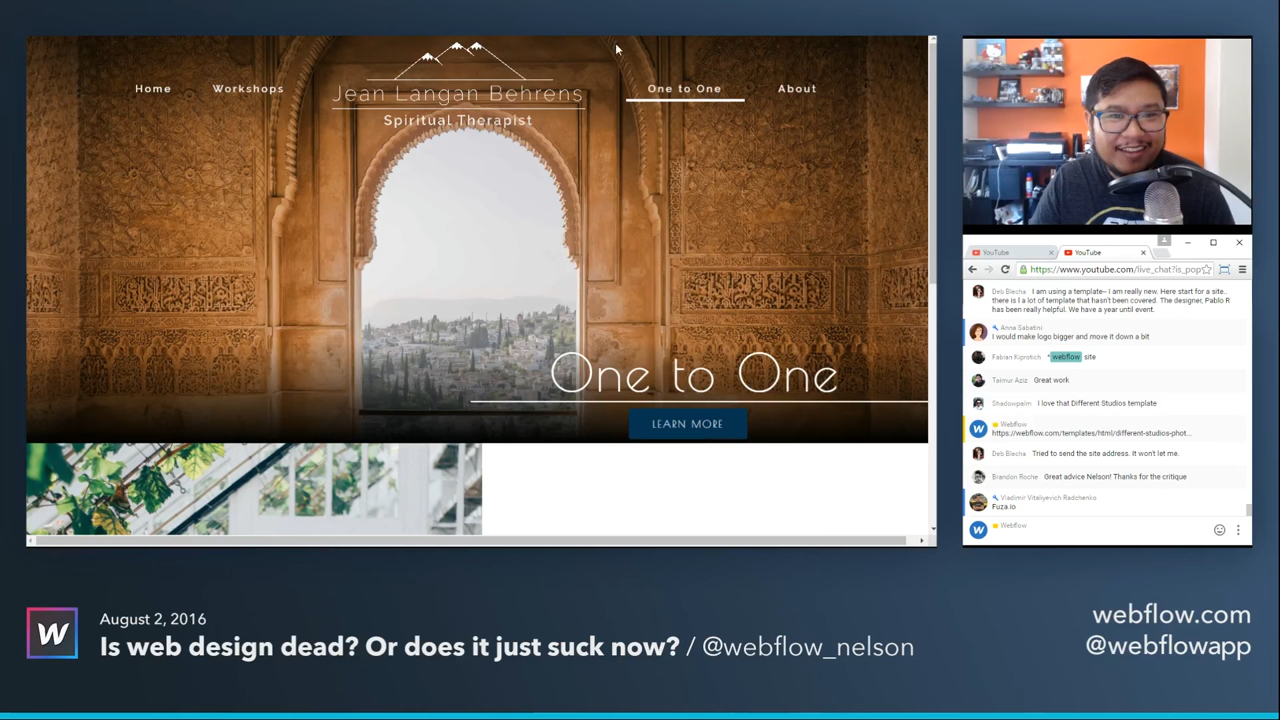 Home
Workshops
Jean Langan Behrens
Spiritual Therapist
One to One
About
One to One
LEARN MORE
YouTube
YouTube
https://www.youtube.com/live_chat?is_pop
Deb Blecha I am using a template-- I am really new. Here start for a site..
there is l a lot of template that hasn't been covered. The designer, Pablo R
has been really helpful. We have a year until event.
Anna Sabatini
I would make logo bigger and move it down a bit
Fabian Kiprotich *webflow site
Taimur Aziz Great work
Shadowpalm I love that Different Studios template
Webflow
https://webflow.com/templates/html/different-studios-phot...
Deb Blecha Tried to send the site address. It won't let me.
Brandon Roche Great advice Nelson! Thanks for the critique
Vladimir Vitaliyevich Radchenko
Fuza.io
Webflow
August 2, 2016
Is web design dead? Or does it just suck now? / @webflow_nelson
webflow.com
@webflowapp